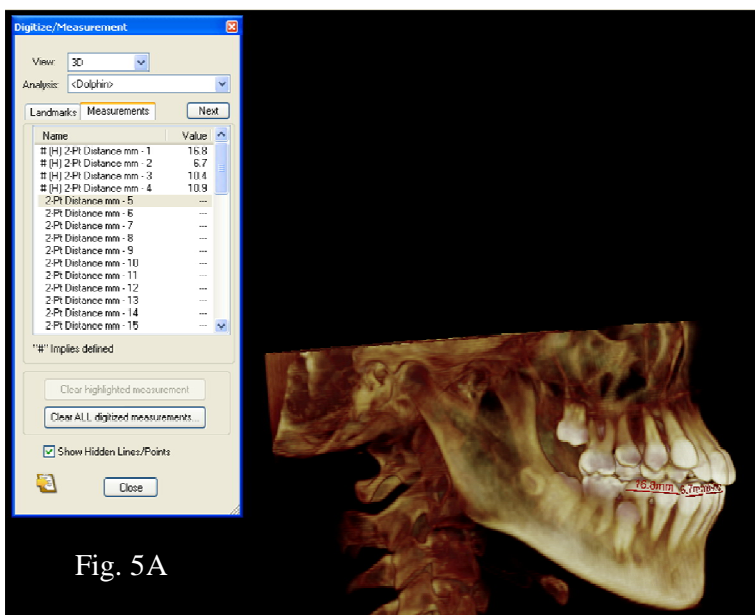 Digitize/Measurement
View: 3D
Analysis: <Dolphin>
Landmarks Measurements Next
Name Value
# (H) 2-Pt Distance mm - 1 16.8
# (H) 2-Pt Distance mm - 2 6.7
# (H) 2-Pt Distance mm - 3 10.4
# (H) 2-Pt Distance mm - 4 10.9
2-Pt Distance mm - 5 ---
2-Pt Distance mm - 6 ---
2-Pt Distance mm - 7 ---
2-Pt Distance mm - 8 ---
2-Pt Distance mm - 9 ---
2-Pt Distance mm - 10 ---
2-Pt Distance mm - 11 ---
2-Pt Distance mm - 12 ---
2-Pt Distance mm - 13 ---
2-Pt Distance mm - 14 ---
2-Pt Distance mm - 15 ---
"#" Implies defined
Clear highlighted measurement
Clear ALL digitized measurements...
Show Hidden Lines/Points
Close
16.8mm
Fig. 5A